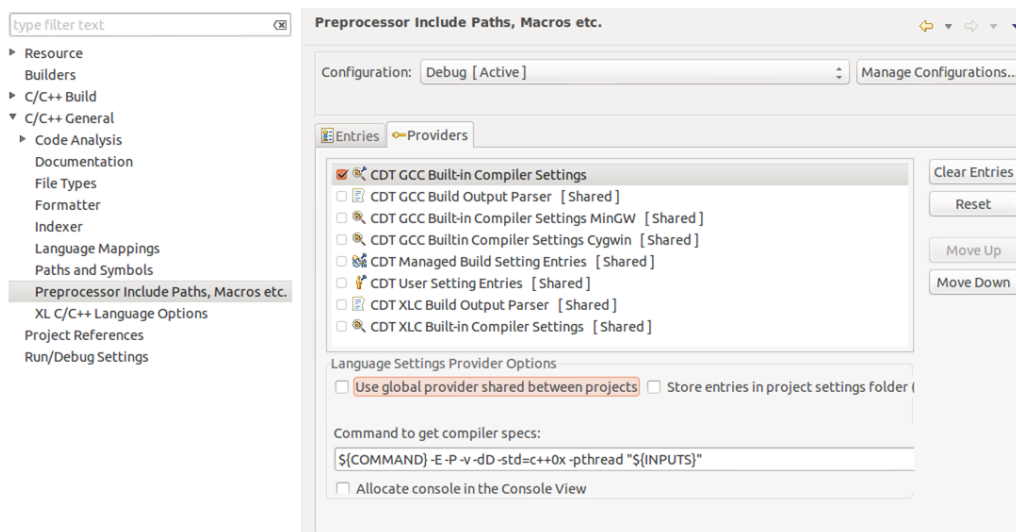 type filter text
Resource
Builders
C/C++ Build
C/C++ General
Code Analysis
Documentation
File Types
Formatter
Indexer
Language Mappings
Paths and Symbols
Preprocessor Include Paths, Macros etc.
XL C/C++ Language Options
Project References
Run/Debug Settings
Preprocessor Include Paths, Macros etc.
Configuration: Debug [Active] Manage Configurations...
Entries Providers
CDT GCC Built-in Compiler Settings
CDT GCC Build Output Parser [Shared]
CDT GCC Built-in Compiler Settings MinGW [Shared]
CDT GCC Builtin Compiler Settings Cygwin [Shared]
CDT Managed Build Setting Entries [Shared]
CDT User Setting Entries [Shared]
CDT XLC Build Output Parser [Shared]
CDT XLC Built-in Compiler Settings [Shared]
Clear Entries
Reset
Move Up
Move Down
Language Settings Provider Options
Use global provider shared between projects Store entries in project settings folder (
Command to get compiler specs:
${COMMAND} -E -P -v -dD -std=c++0x -pthread "${INPUTS}"
Allocate console in the Console View